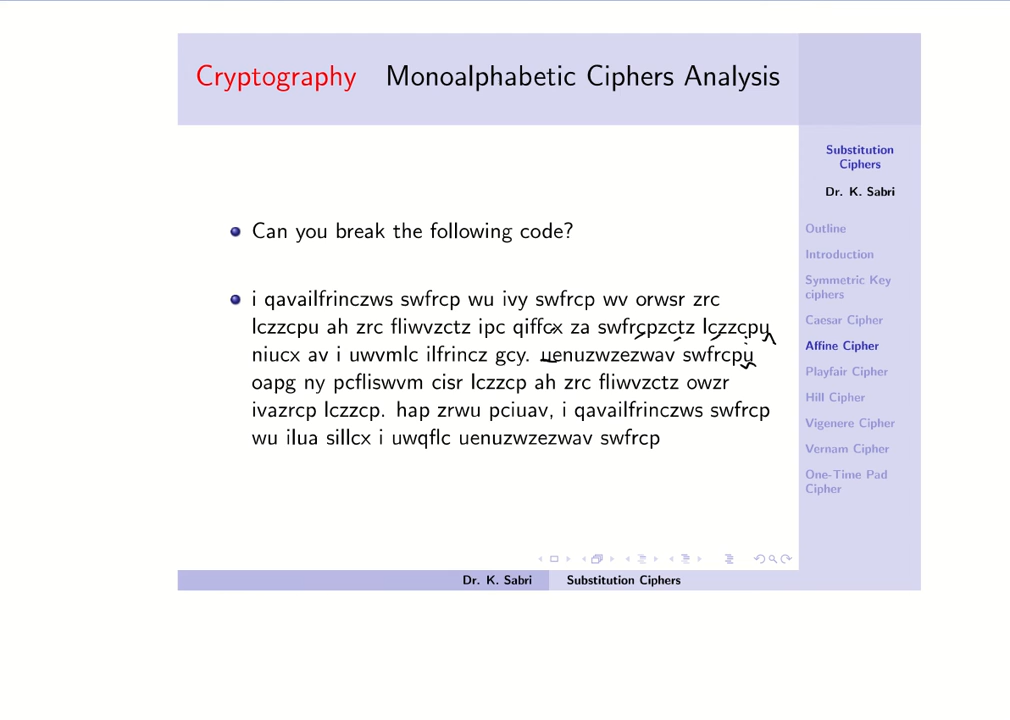 Cryptography Monoalphabetic Ciphers Analysis
Can you break the following code?
i qavailfrinczws swfrcp wu ivy swfrcp wv orwsr zrc
lczzcpu ah zrc fliwvzctz ipc qiffcx za swfrcpzctz lczzcpu
niucx av i uwvmlc ilfrincz gcy. uenuzwzezwav swfrcpu
oapg ny pcfliswvm cisr lczzcp ah zrc fliwvzctz owzr
ivazrcp lczzcp. hap zrwu pciuav, i qavailfrinczws swfrcp
wu ilua sillcx i uwqflc uenuzwzezwav swfrcp
Substitution
Ciphers
Dr. K. Sabri
Outline
Introduction
Symmetric Key
ciphers
Caesar Cipher
Affine Cipher
Playfair Cipher
Hill Cipher
Vigenere Cipher
Vernam Cipher
One-Time Pad
Cipher
Dr. K. Sabri Substitution Ciphers